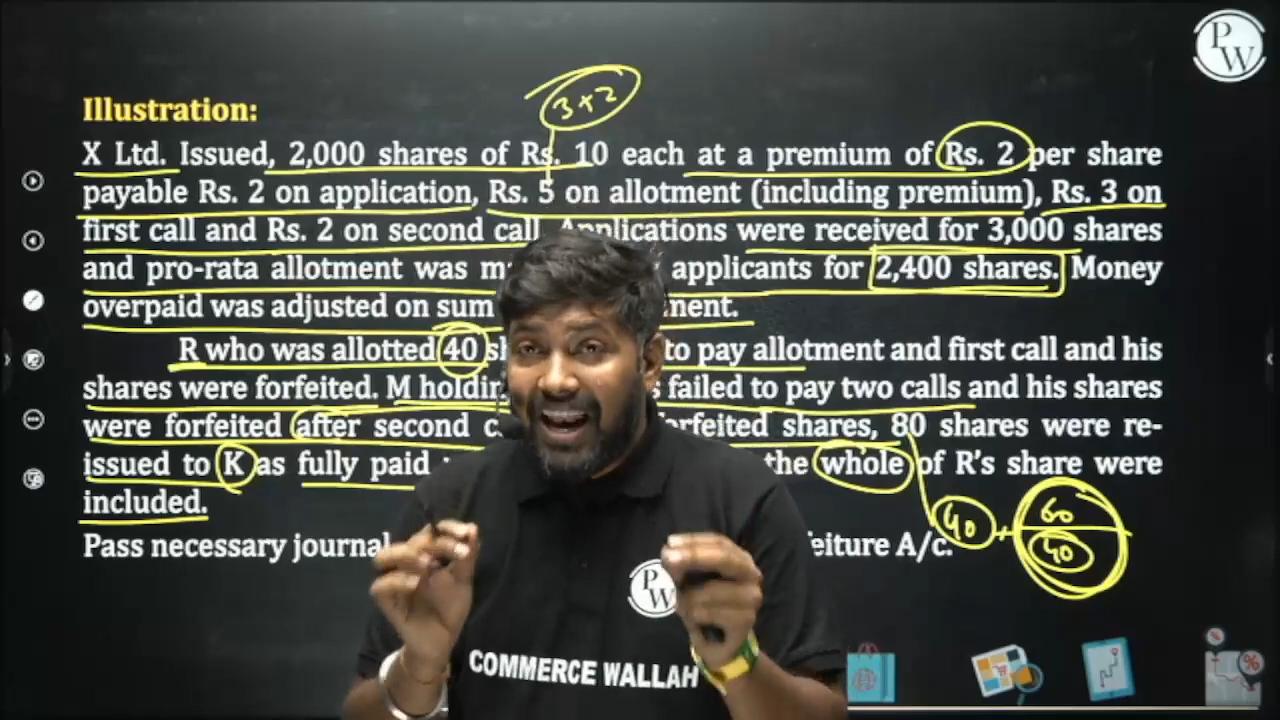 P
W
Illustration:
3+2
X Ltd. Issued, 2,000 shares of Rs. 10 each at a premium of Rs. 2 per share
payable Rs. 2 on application, Rs. 5 on allotment (including premium), Rs. 3 on
first call and Rs. 2 on second call. Applications were received for 3,000 shares
and pro-rata allotment was applicants for 2,400 shares. Money
overpaid was adjusted on sum
R who was allotted 40 to pay allotment and first call and his
shares were forfeited. M failed to pay two calls and his shares
were forfeited after second shares, 80 shares were re-
issued to K as fully paid the whole of R's share were
included.
40 + 60
40
Pass necessary journal A/c.
P
W
COMMERCE WALLAH
%
%